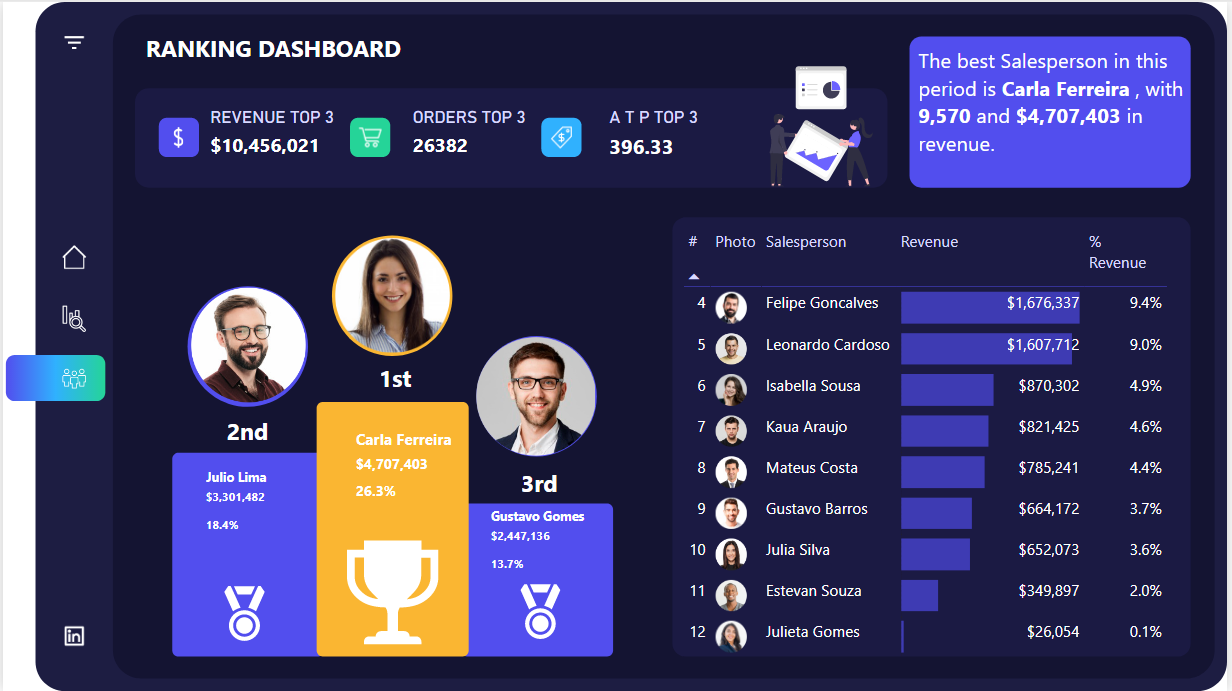 RANKING DASHBOARD
REVENUE TOP 3
$10,456,021
ORDERS TOP 3
26382
A T P TOP 3
396.33
The best Salesperson in this
period is Carla Ferreira , with
9,570 and $4,707,403 in
revenue.
1st
Carla Ferreira
$4,707,403
26.3%
2nd
Julio Lima
$3,301,482
18.4%
3rd
Gustavo Gomes
$2,447,136
13.7%
# Photo Salesperson Revenue %
Revenue
4 Felipe Goncalves $1,676,337 9.4%
5 Leonardo Cardoso $1,607,712 9.0%
6 Isabella Sousa $870,302 4.9%
7 Kaua Araujo $821,425 4.6%
8 Mateus Costa $785,241 4.4%
9 Gustavo Barros $664,172 3.7%
10 Julia Silva $652,073 3.6%
11 Estevan Souza $349,897 2.0%
12 Julieta Gomes $26,054 0.1%
in